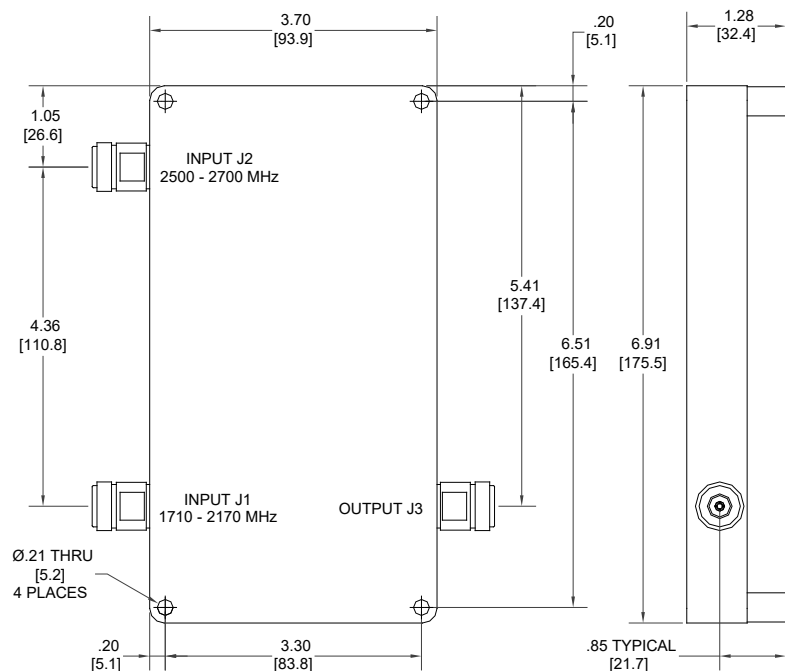 3.70
[93.9]
.20
[5.1]
1.28
[32.4]
1.05
[26.6]
INPUT J2
2500 - 2700 MHz
5.41
[137.4]
4.36
[110.8]
6.51
[165.4]
6.91
[175.5]
INPUT J1
1710 - 2170 MHz
OUTPUT J3
Ø.21 THRU
[5.2]
4 PLACES
.20
[5.1]
3.30
[83.8]
.85 TYPICAL
[21.7]